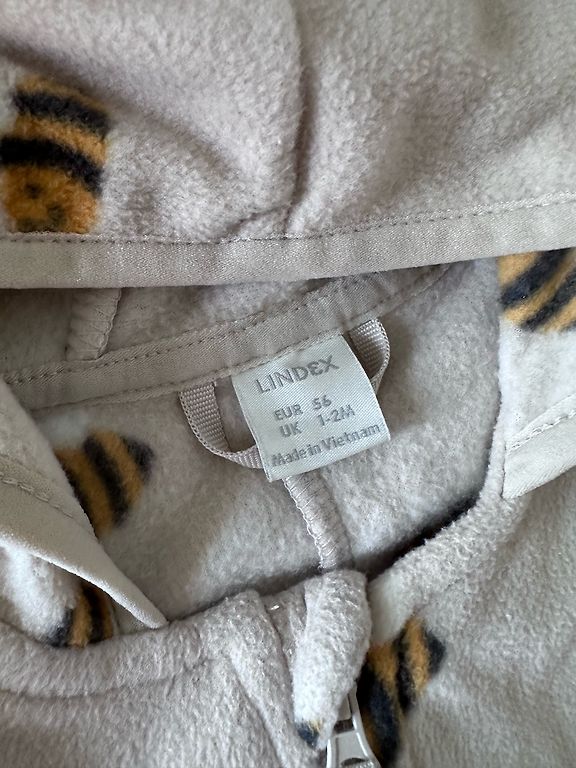 LINDEX
EUR 56
UK 1-2M
Made in Vietnam